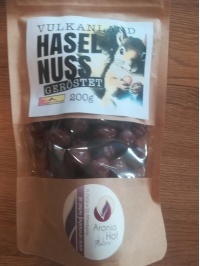 VULKANLAND
HASEL
NUSS
GERÖSTET
200g
Aronia
Hof